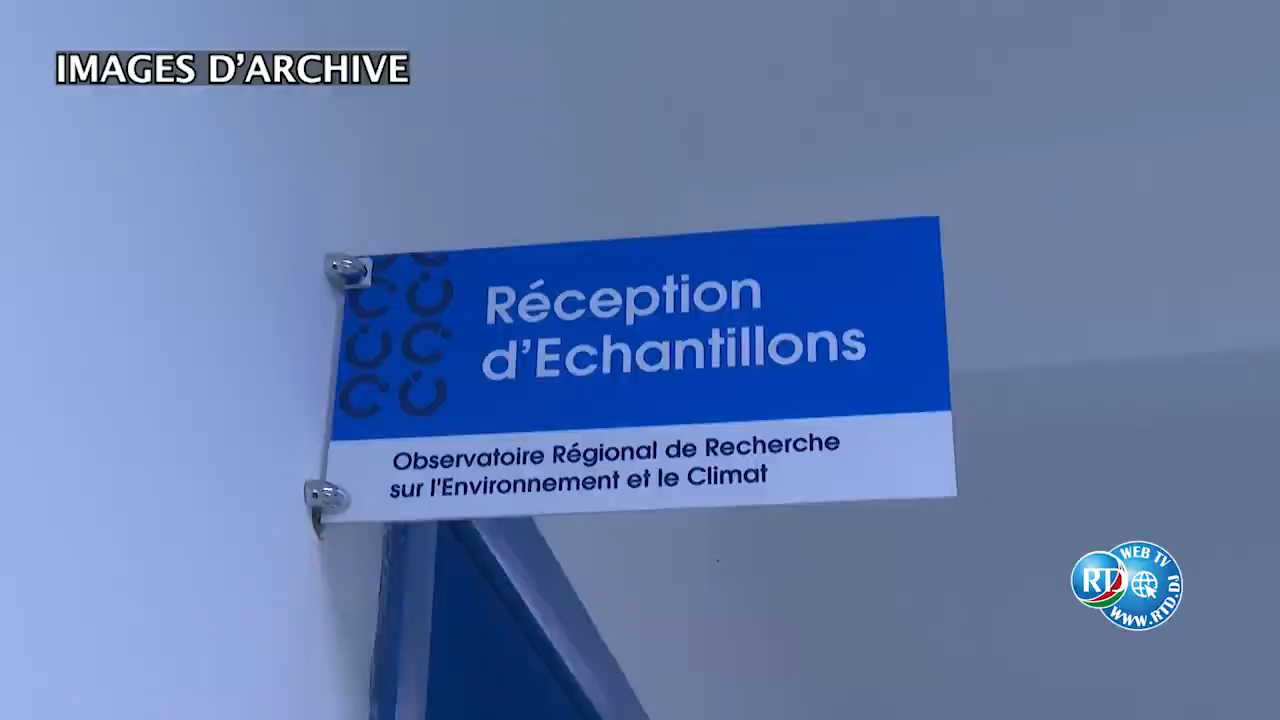 IMAGES D'ARCHIVE
Réception
d'Echantillons
Observatoire Régional de Recherche
sur l'Environnement et le Climat
WEB TV
RTD
WWW.RTD.DJ